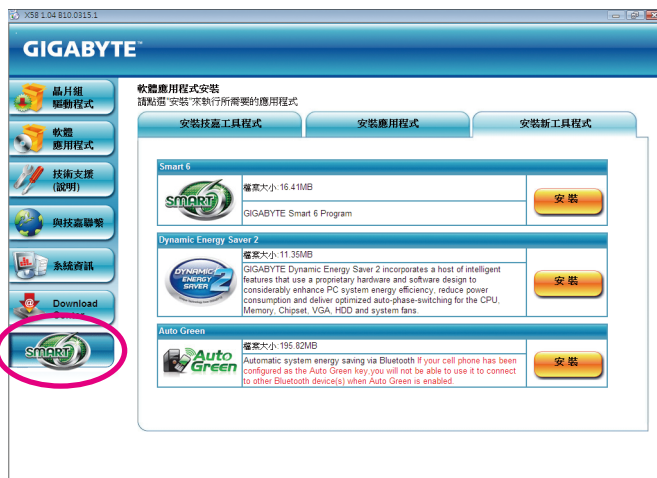 X58 1.04 B10.0315.1
GIGABYTE™
晶片組
驅動程式
軟體
應用程式
技術支援
(說明)
與技嘉聯繫
系統資訊
Download
SMART 6
軟體應用程式安裝
請點選"安裝"來執行所需要的應用程式
安裝技嘉工具程式
安裝應用程式
安裝新工具程式
Smart 6
SMART 6
檔案大小:16.41MB
GIGABYTE Smart 6 Program
安裝
Dynamic Energy Saver 2
DYNAMIC
ENERGY
SAVER
2
檔案大小:11.35MB
GIGABYTE Dynamic Energy Saver 2 incorporates a host of intelligent
features that use a proprietary hardware and software design to
considerably enhance PC system energy efficiency, reduce power
consumption and deliver optimized auto-phase-switching for the CPU,
Memory, Chipset, VGA, HDD and system fans.
安裝
Auto Green
Auto
Green
檔案大小:195.82MB
Automatic system energy saving via Bluetooth If your cell phone has been
configured as the Auto Green key,you will not be able to use it to connect
to other Bluetooth device(s) when Auto Green is enabled.
安裝